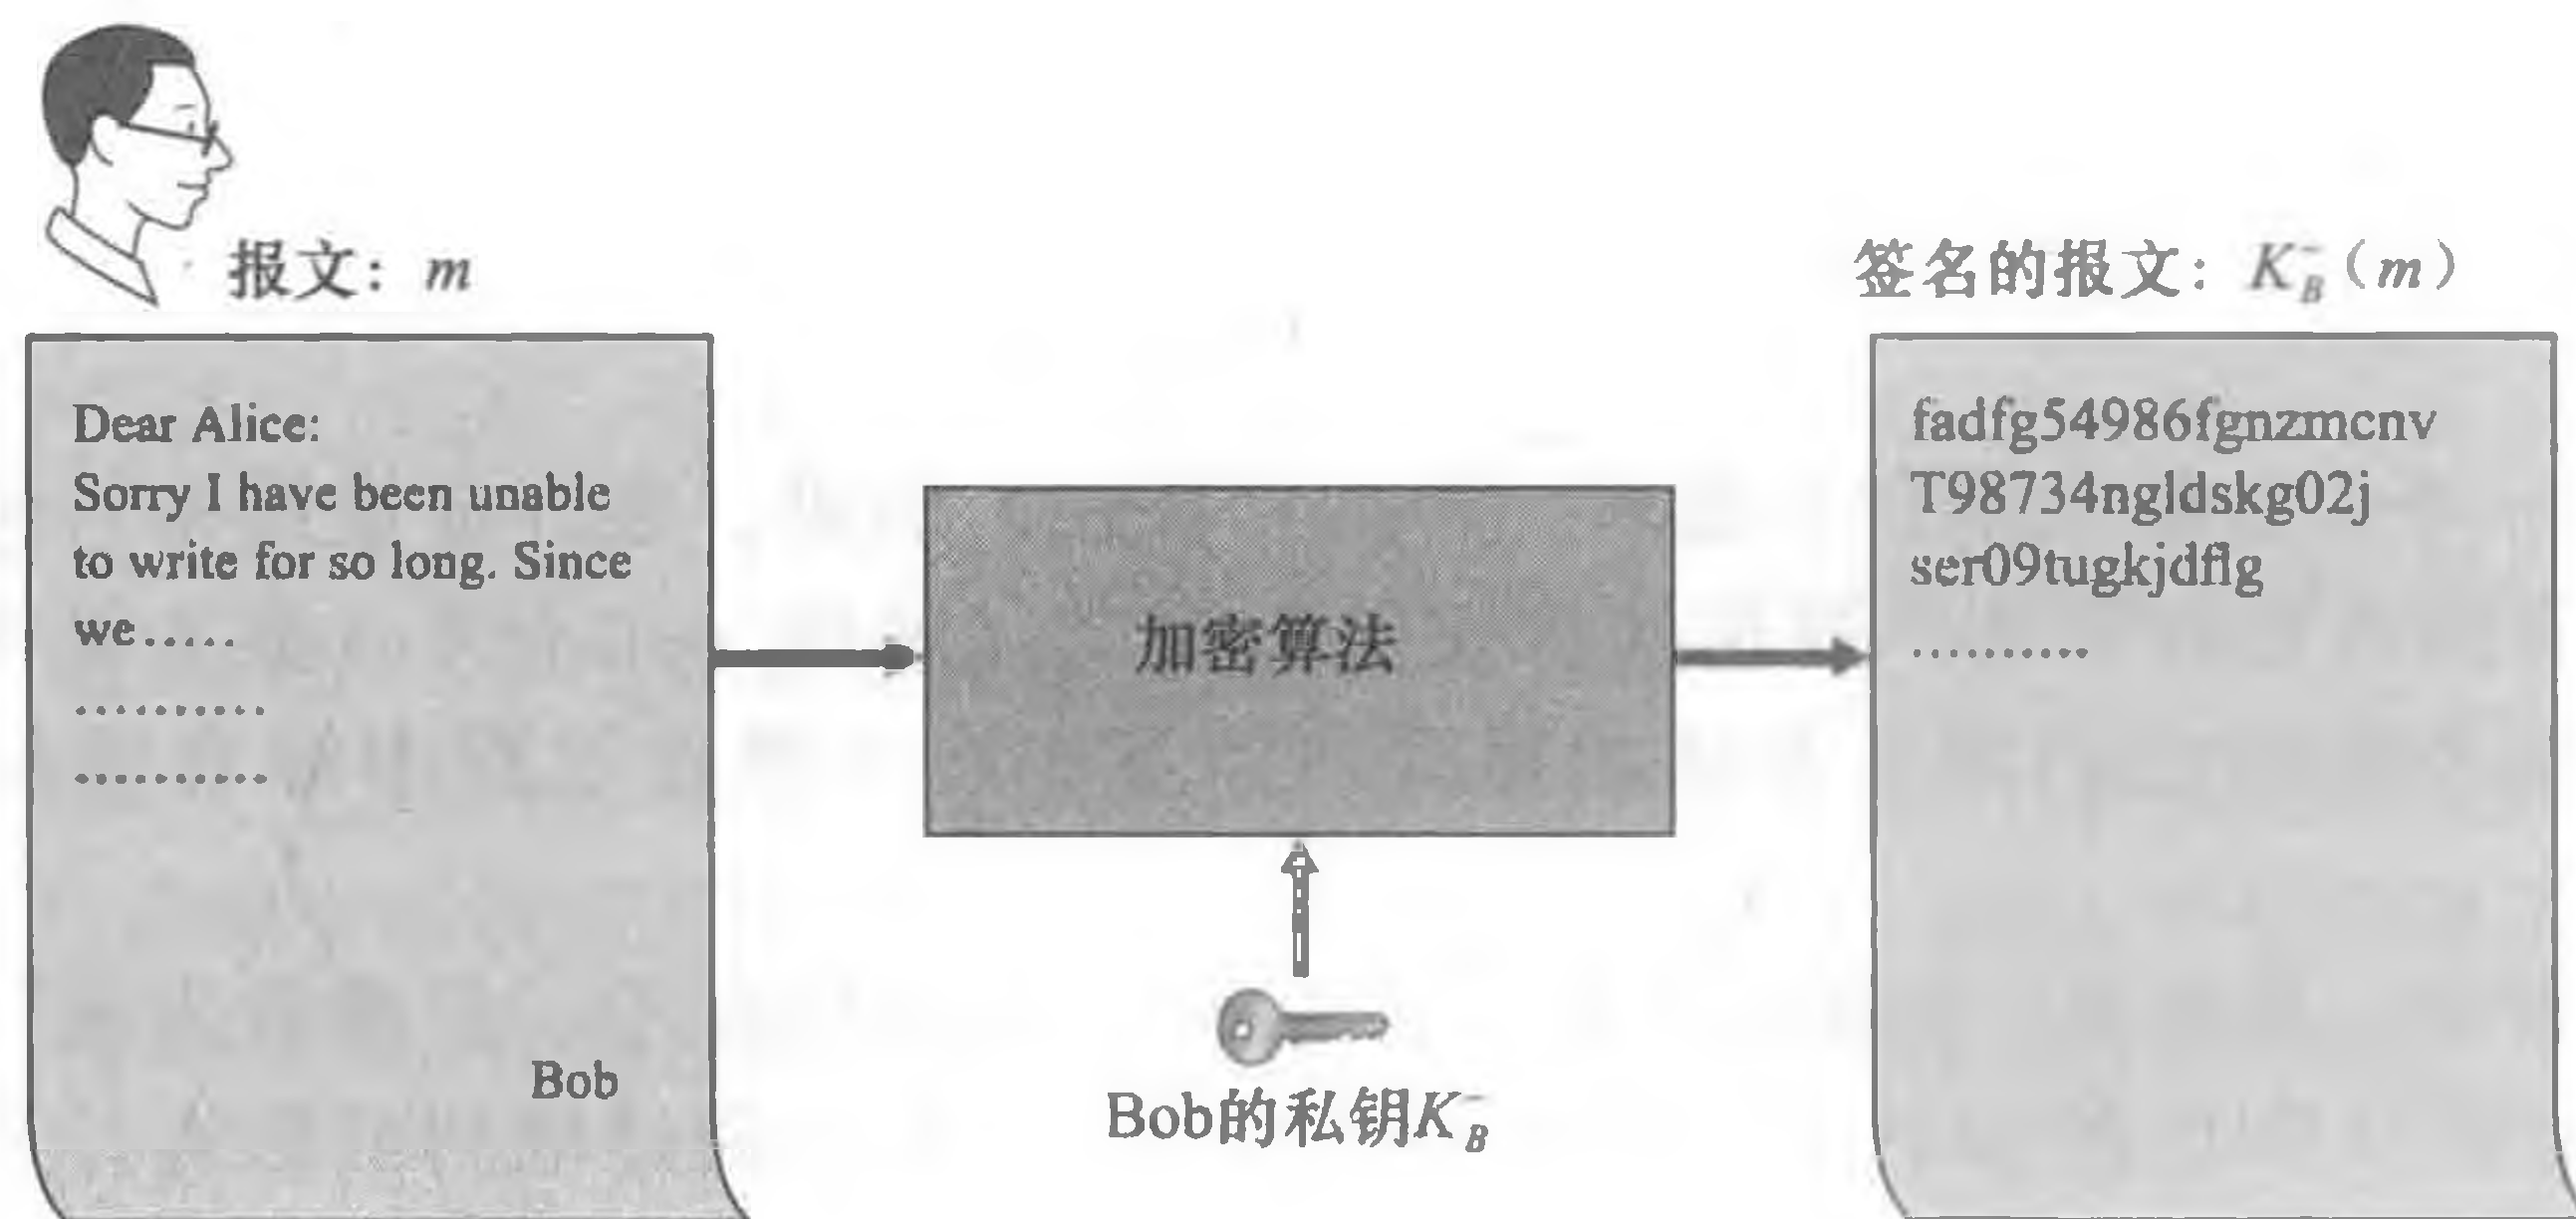 报文：m
签名的报文：K_B^-（m）
Dear Alice:
Sorry I have been unable
to write for so long. Since
we.....
..........
..........
Bob
加密算法
Bob的私钥K_B^-
fadfg54986fgnzmcnv
T98734ngldskg02j
ser09tugkjdflg
..........